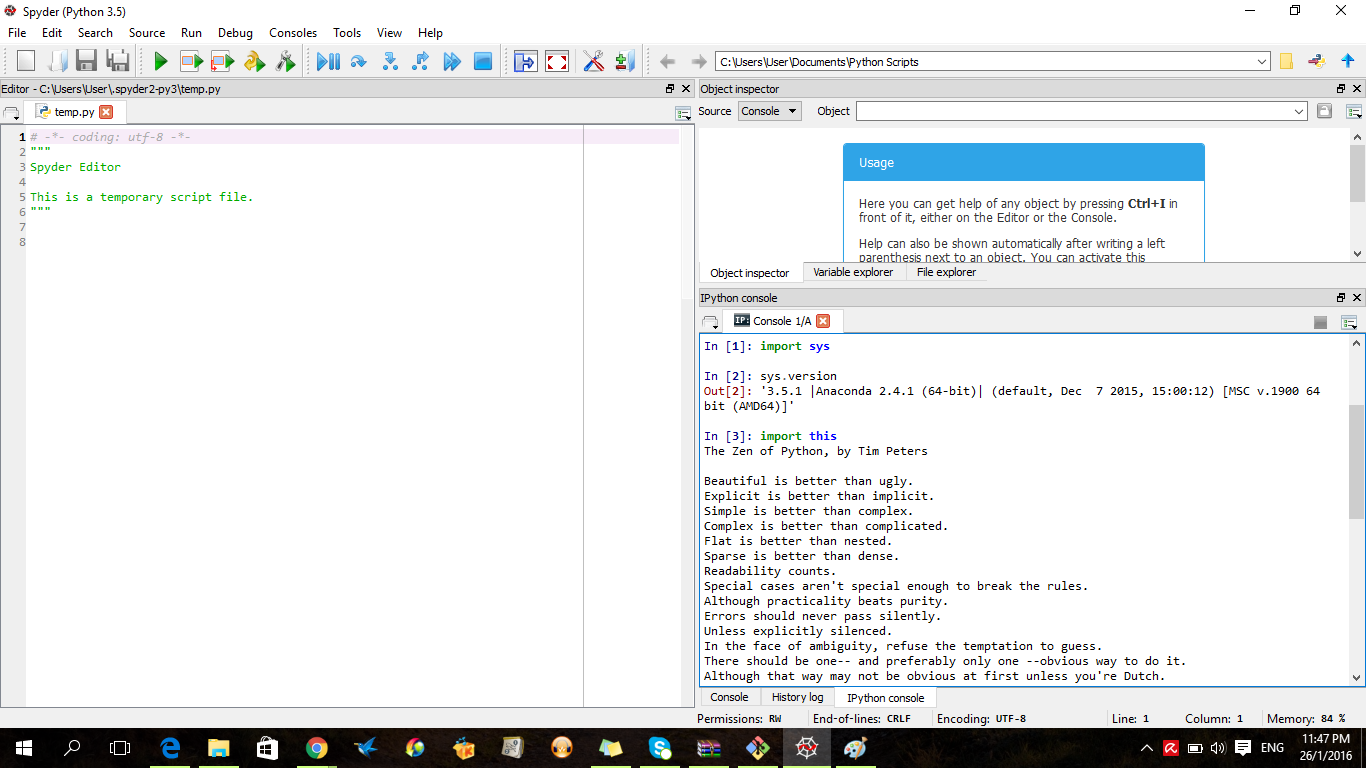 Spyder (Python 3.5)
File Edit Search Source Run Debug Consoles Tools View Help
C:\Users\User\Documents\Python Scripts
Editor - C:\Users\User\.spyder2-py3\temp.py
temp.py
1 # -*- coding: utf-8 -*-
2 """
3 Spyder Editor
4
5 This is a temporary script file.
6 """
7
8
Object inspector
Source Console Object
Usage
Here you can get help of any object by pressing Ctrl+I in
front of it, either on the Editor or the Console.
Help can also be shown automatically after writing a left
parenthesis next to an object. You can activate this
Object inspector Variable explorer File explorer
IPython console
IP: Console 1/A
In [1]: import sys
In [2]: sys.version
Out[2]: '3.5.1 |Anaconda 2.4.1 (64-bit)| (default, Dec  7 2015, 15:00:12) [MSC v.1900 64
bit (AMD64)]'
In [3]: import this
The Zen of Python, by Tim Peters
Beautiful is better than ugly.
Explicit is better than implicit.
Simple is better than complex.
Complex is better than complicated.
Flat is better than nested.
Sparse is better than dense.
Readability counts.
Special cases aren't special enough to break the rules.
Although practicality beats purity.
Errors should never pass silently.
Unless explicitly silenced.
In the face of ambiguity, refuse the temptation to guess.
There should be one-- and preferably only one --obvious way to do it.
Although that way may not be obvious at first unless you're Dutch.
Console History log IPython console
Permissions: RW End-of-lines: CRLF Encoding: UTF-8 Line: 1 Column: 1 Memory: 84 %
ENG
11:47 PM
26/1/2016